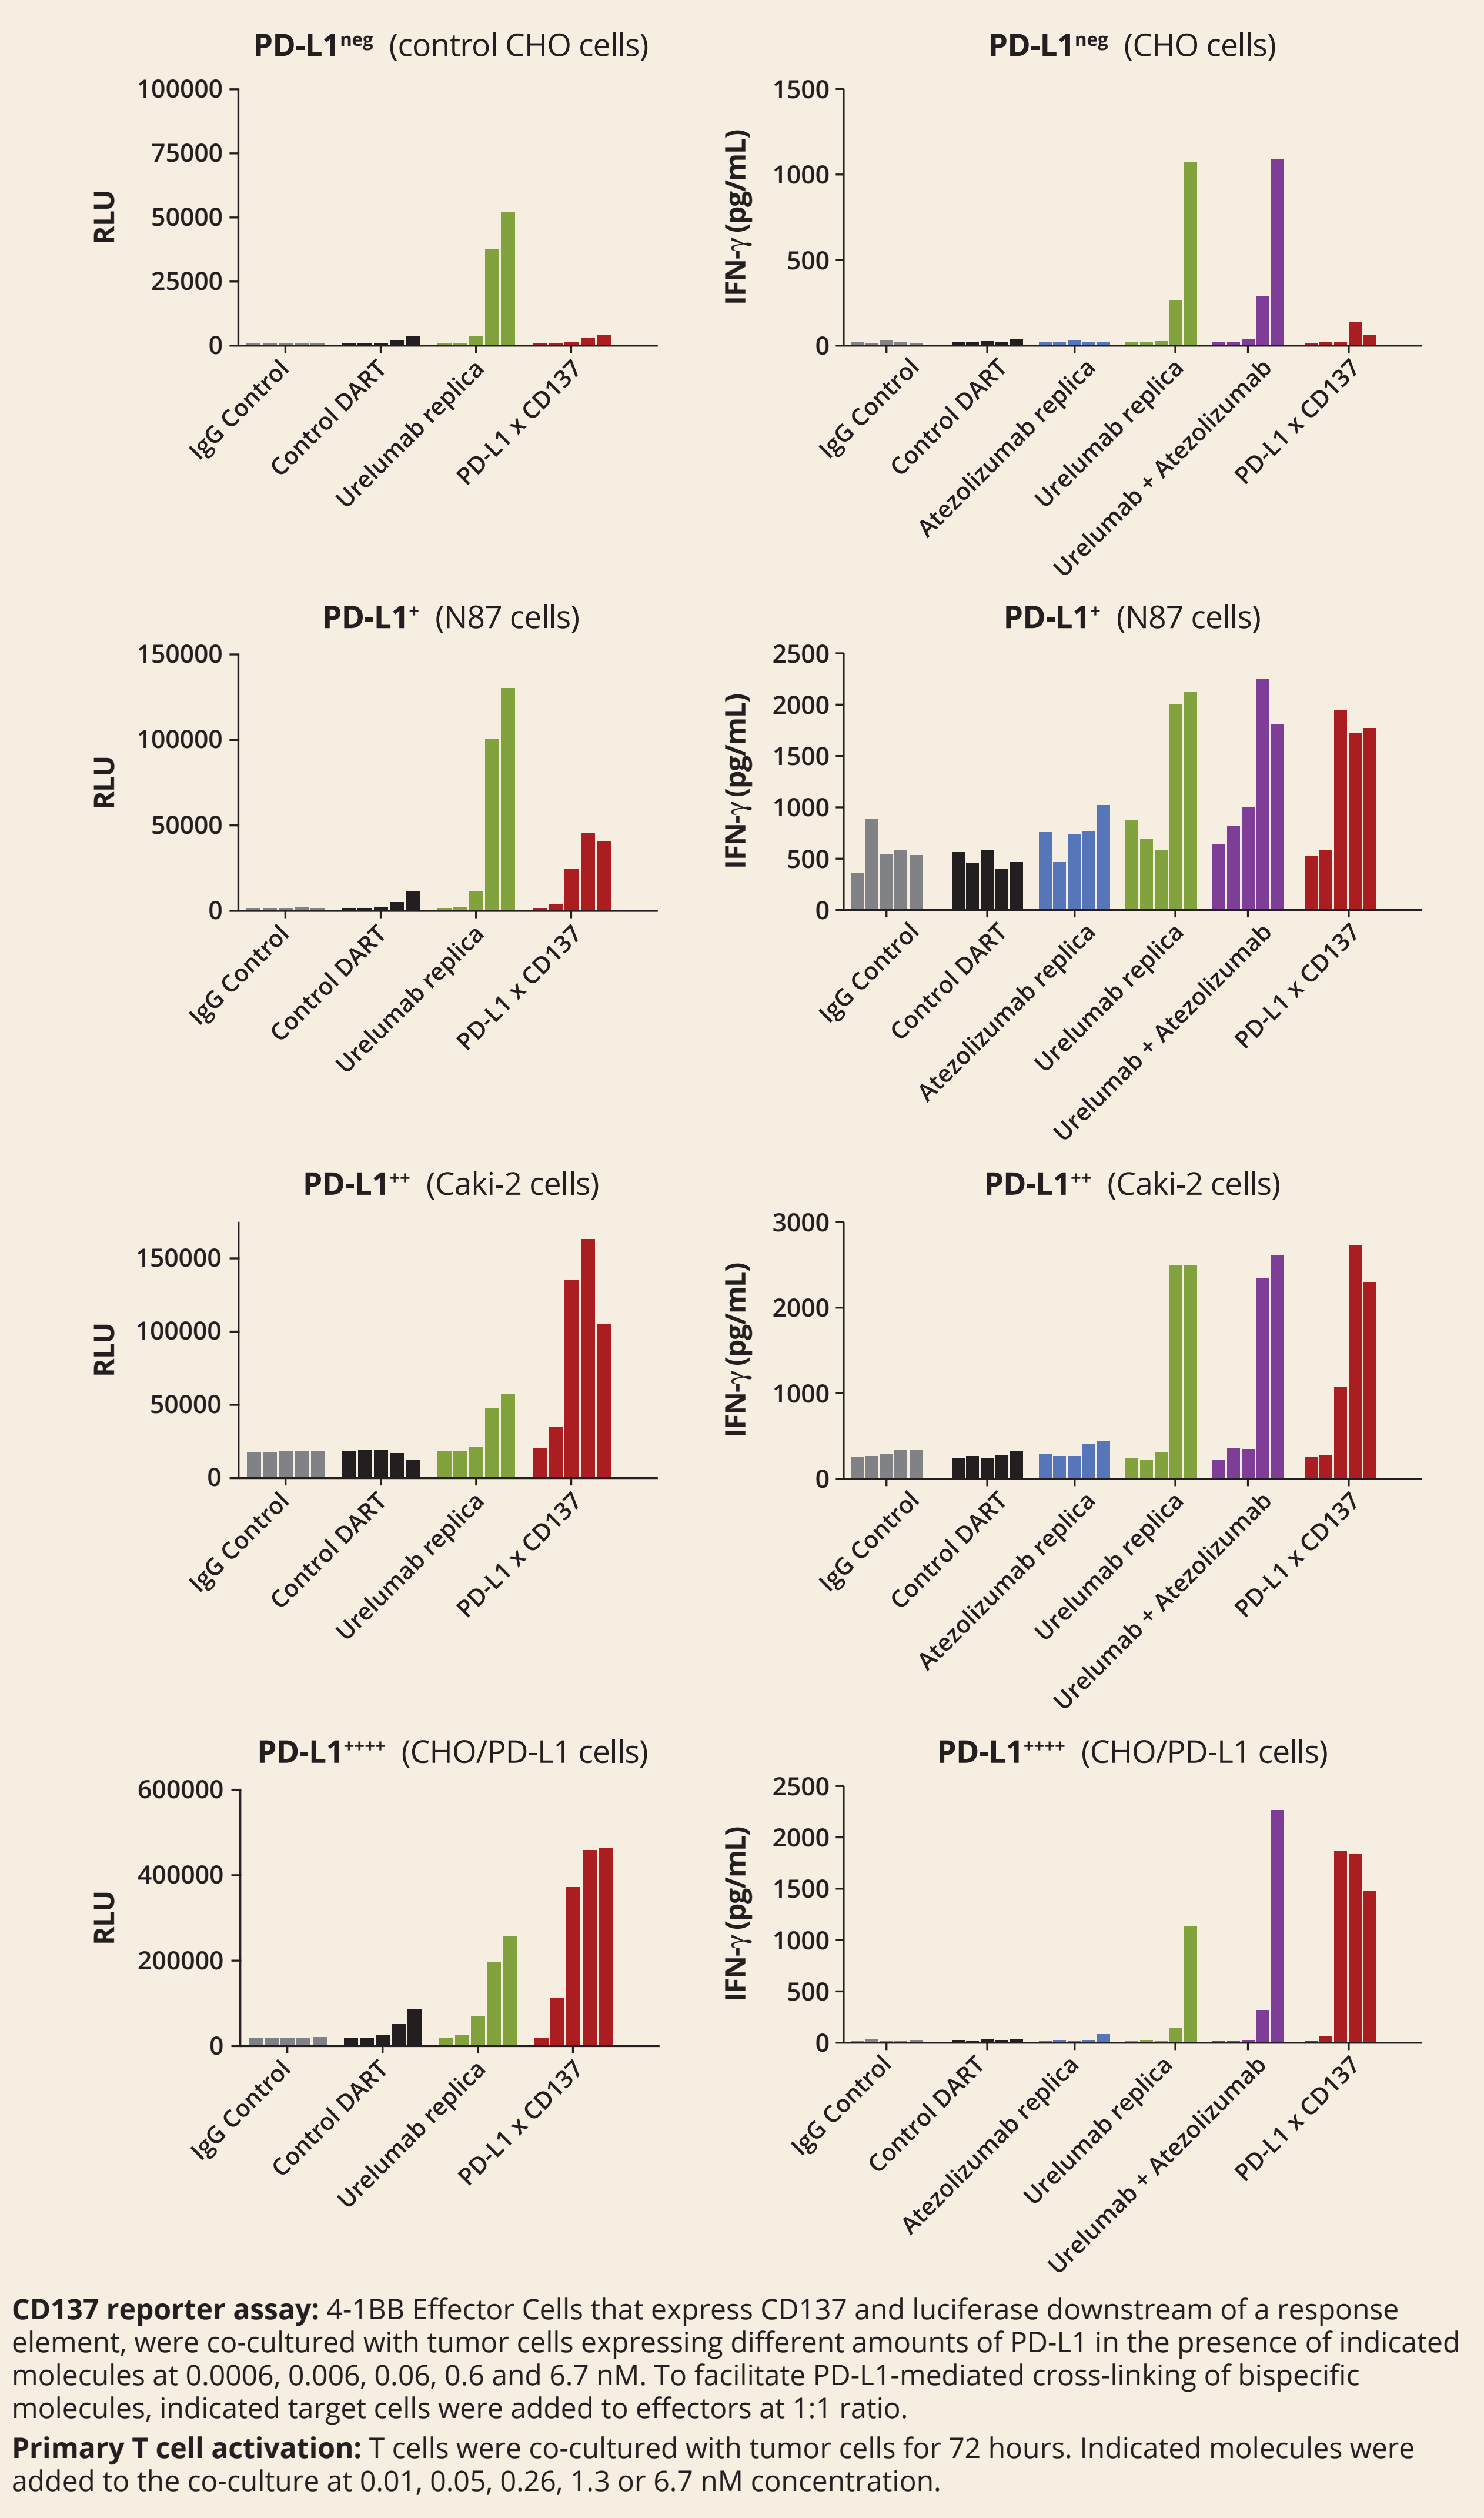 PD-L1neg (control CHO cells)
100000
75000
50000
25000
0
RLU
IgG Control
Control DART
Urelumab replica
PD-L1 x CD137
PD-L1neg (CHO cells)
1500
1000
500
0
IFN-γ (pg/mL)
IgG Control
Control DART
Atezolizumab replica
Urelumab replica
Urelumab + Atezolizumab
PD-L1 x CD137
PD-L1+ (N87 cells)
150000
100000
50000
0
RLU
IgG Control
Control DART
Urelumab replica
PD-L1 x CD137
PD-L1+ (N87 cells)
2500
2000
1500
1000
500
0
IFN-γ (pg/mL)
IgG Control
Control DART
Atezolizumab replica
Urelumab replica
Urelumab + Atezolizumab
PD-L1 x CD137
PD-L1++ (Caki-2 cells)
150000
100000
50000
0
RLU
IgG Control
Control DART
Urelumab replica
PD-L1 x CD137
PD-L1++ (Caki-2 cells)
3000
2000
1000
0
IFN-γ (pg/mL)
IgG Control
Control DART
Atezolizumab replica
Urelumab replica
Urelumab + Atezolizumab
PD-L1 x CD137
PD-L1++++ (CHO/PD-L1 cells)
600000
400000
200000
0
RLU
IgG Control
Control DART
Urelumab replica
PD-L1 x CD137
PD-L1++++ (CHO/PD-L1 cells)
2500
2000
1500
1000
500
0
IFN-γ (pg/mL)
IgG Control
Control DART
Atezolizumab replica
Urelumab replica
Urelumab + Atezolizumab
PD-L1 x CD137
CD137 reporter assay: 4-1BB Effector Cells that express CD137 and luciferase downstream of a response
element, were co-cultured with tumor cells expressing different amounts of PD-L1 in the presence of indicated
molecules at 0.0006, 0.006, 0.06, 0.6 and 6.7 nM. To facilitate PD-L1-mediated cross-linking of bispecific
molecules, indicated target cells were added to effectors at 1:1 ratio.
Primary T cell activation: T cells were co-cultured with tumor cells for 72 hours. Indicated molecules were
added to the co-culture at 0.01, 0.05, 0.26, 1.3 or 6.7 nM concentration.